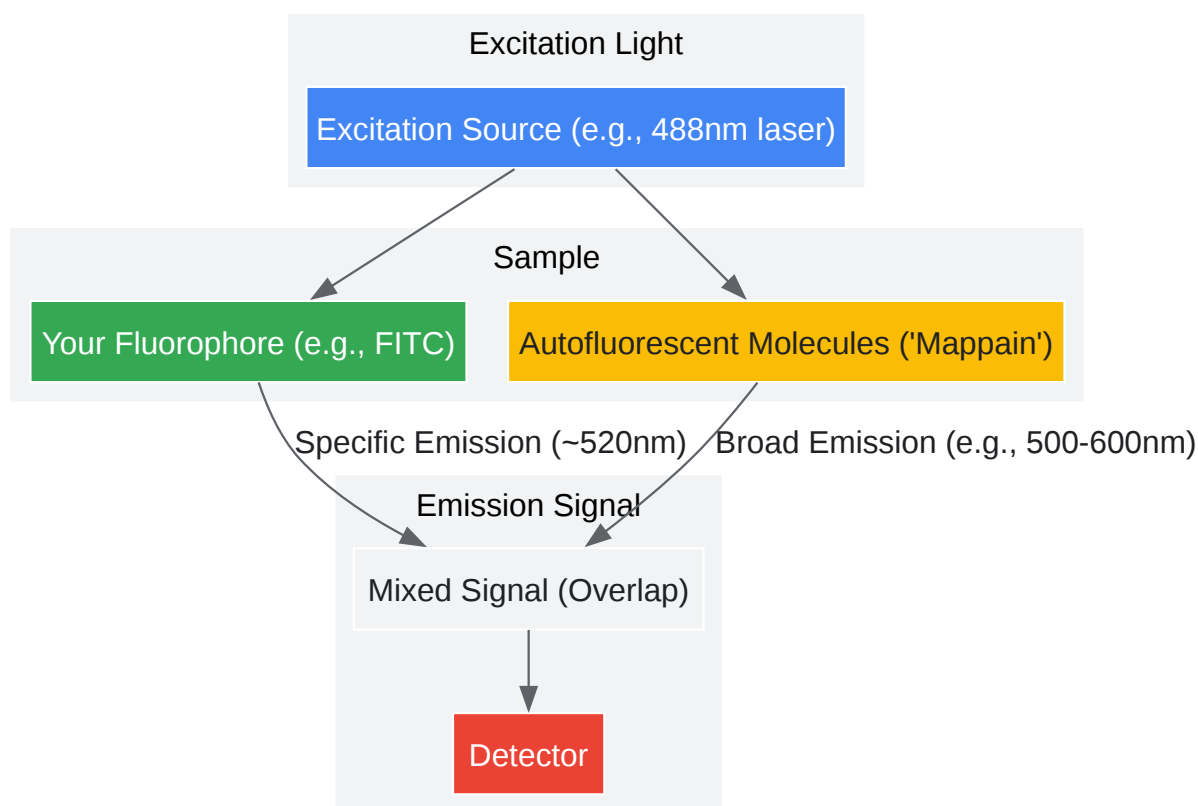 Excitation Light
Excitation Source (e.g., 488nm laser)
Sample
Your Fluorophore (e.g., FITC)
Autofluorescent Molecules ('Mappain')
Specific Emission (~520nm)
Broad Emission (e.g., 500-600nm)
Emission Signal
Mixed Signal (Overlap)
Detector